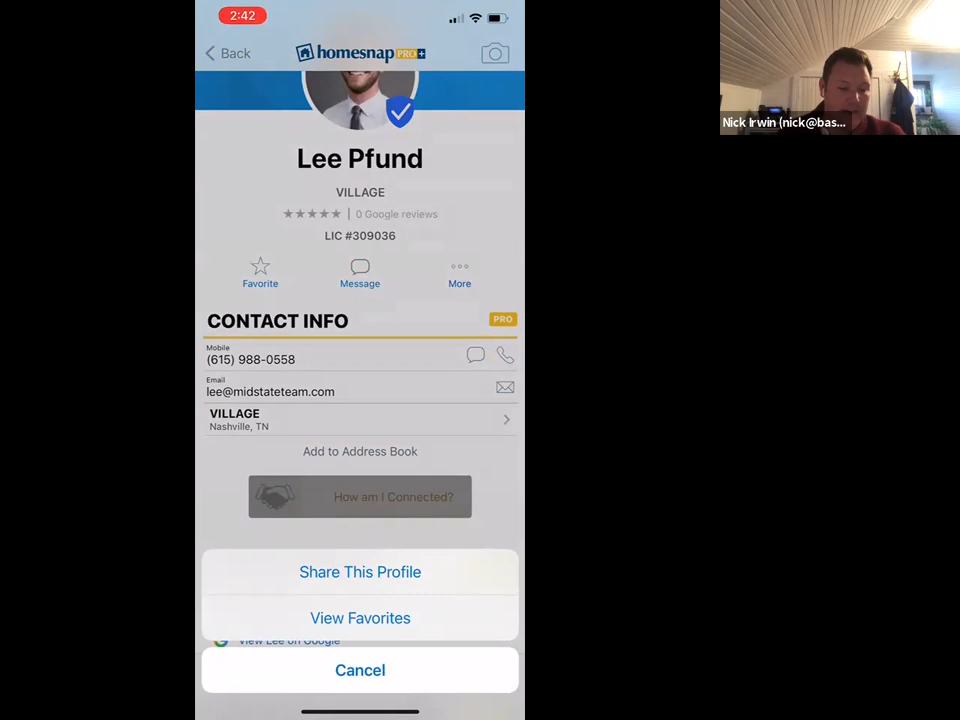 2:42
Back
homesnap PRO+
Nick Irwin (nick@bas...
Lee Pfund
VILLAGE
★★★★★ | 0 Google reviews
LIC #309036
Favorite
Message
More
CONTACT INFO
PRO
Mobile
(615) 988-0558
Email
lee@midstateteam.com
VILLAGE
Nashville, TN
Add to Address Book
How am I Connected?
Share This Profile
View Favorites
View Lee on Google
Cancel